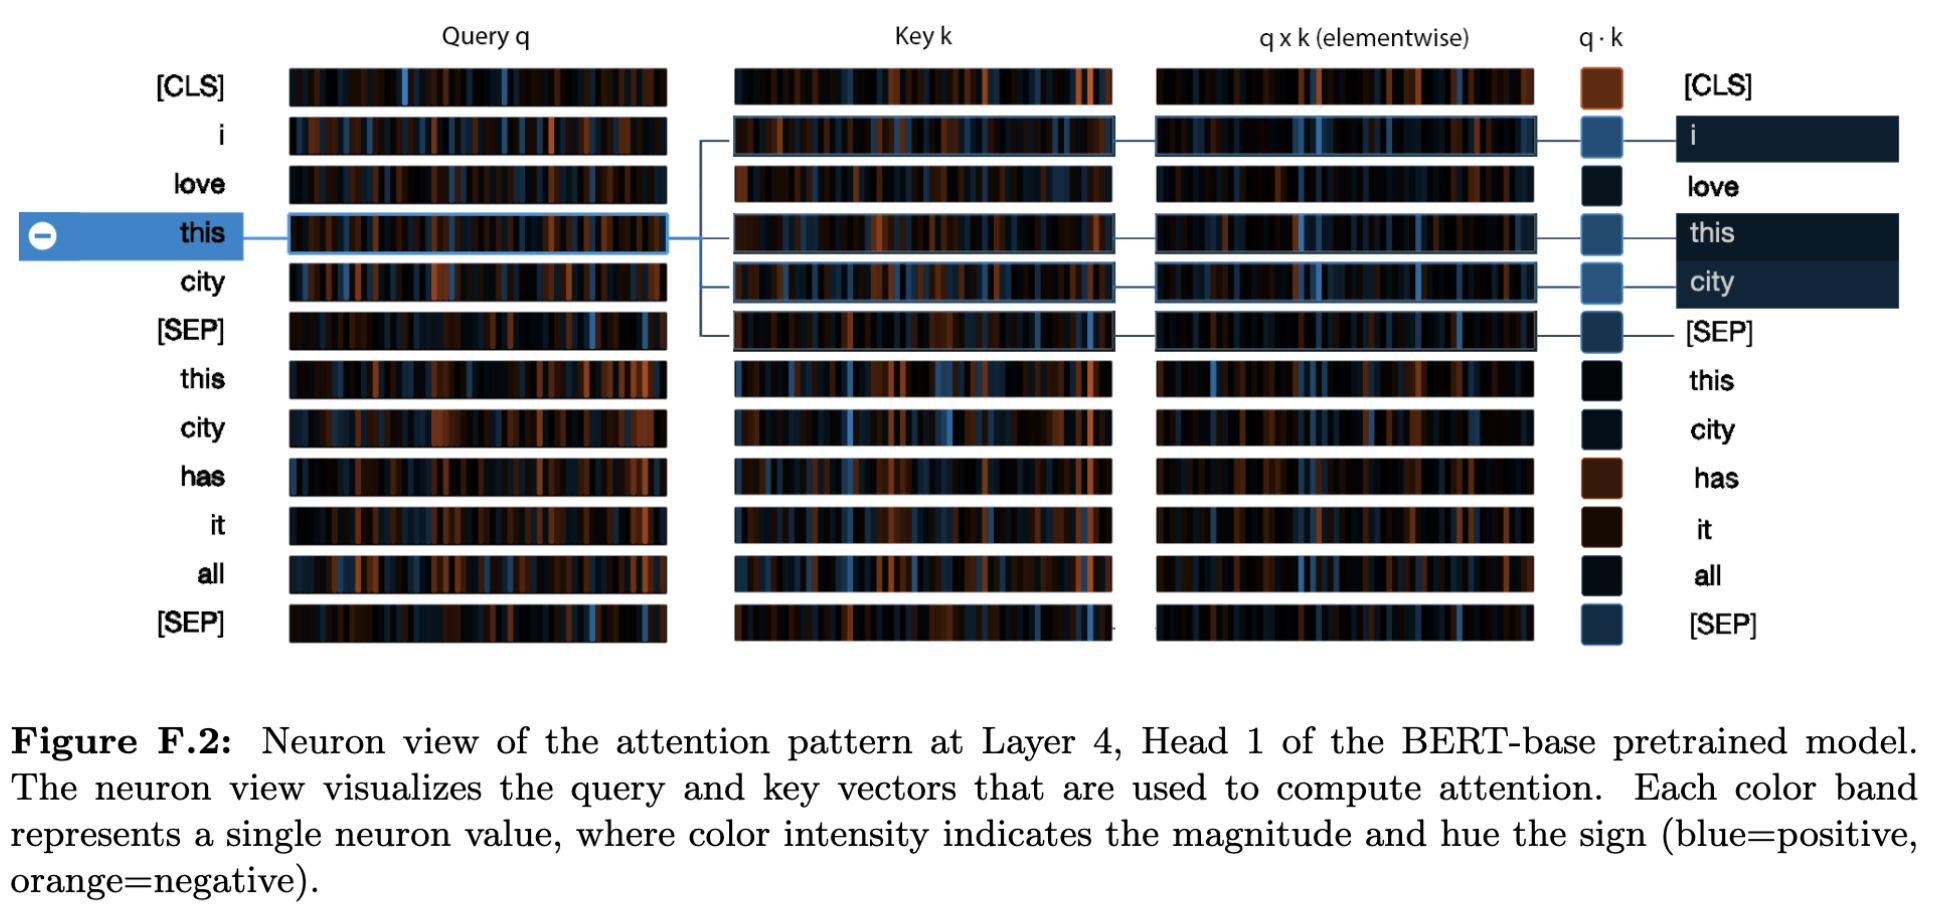 Query q Key k q x k (elementwise) q · k
[CLS] [CLS]
i i
love love
this this
city city
[SEP] [SEP]
this this
city city
has has
it it
all all
[SEP] [SEP]
Figure F.2: Neuron view of the attention pattern at Layer 4, Head 1 of the BERT-base pretrained model.
The neuron view visualizes the query and key vectors that are used to compute attention. Each color band
represents a single neuron value, where color intensity indicates the magnitude and hue the sign (blue=positive,
orange=negative).